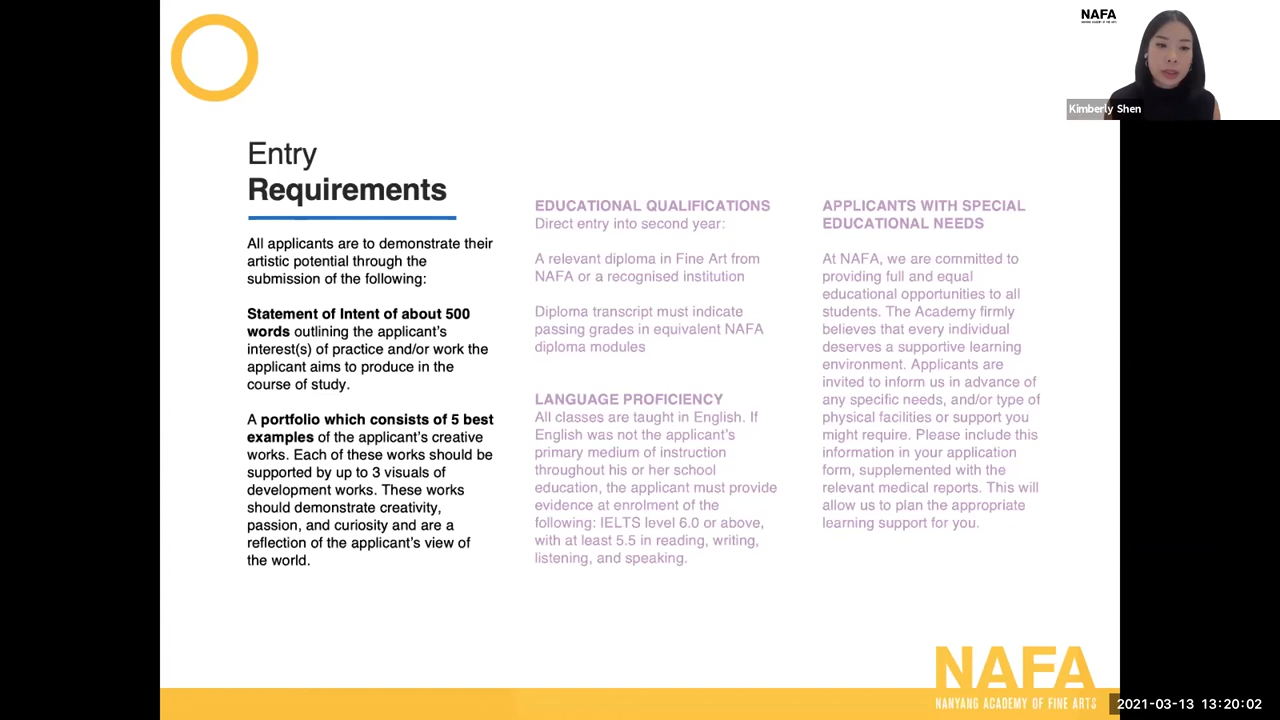 NAFA
Kimberly Shen
Entry
Requirements
All applicants are to demonstrate their
artistic potential through the
submission of the following:
Statement of Intent of about 500
words outlining the applicant's
interest(s) of practice and/or work the
applicant aims to produce in the
course of study.
A portfolio which consists of 5 best
examples of the applicant's creative
works. Each of these works should be
supported by up to 3 visuals of
development works. These works
should demonstrate creativity,
passion, and curiosity and are a
reflection of the applicant's view of
the world.
EDUCATIONAL QUALIFICATIONS
Direct entry into second year:
A relevant diploma in Fine Art from
NAFA or a recognised institution
Diploma transcript must indicate
passing grades in equivalent NAFA
diploma modules
LANGUAGE PROFICIENCY
All classes are taught in English. If
English was not the applicant's
primary medium of instruction
throughout his or her school
education, the applicant must provide
evidence at enrolment of the
following: IELTS level 6.0 or above,
with at least 5.5 in reading, writing,
listening, and speaking.
APPLICANTS WITH SPECIAL
EDUCATIONAL NEEDS
At NAFA, we are committed to
providing full and equal
educational opportunities to all
students. The Academy firmly
believes that every individual
deserves a supportive learning
environment. Applicants are
invited to inform us in advance of
any specific needs, and/or type of
physical facilities or support you
might require. Please include this
information in your application
form, supplemented with the
relevant medical reports. This will
allow us to plan the appropriate
learning support for you.
NAFA
NANYANG ACADEMY OF FINE ARTS
2021-03-13 13:20:02